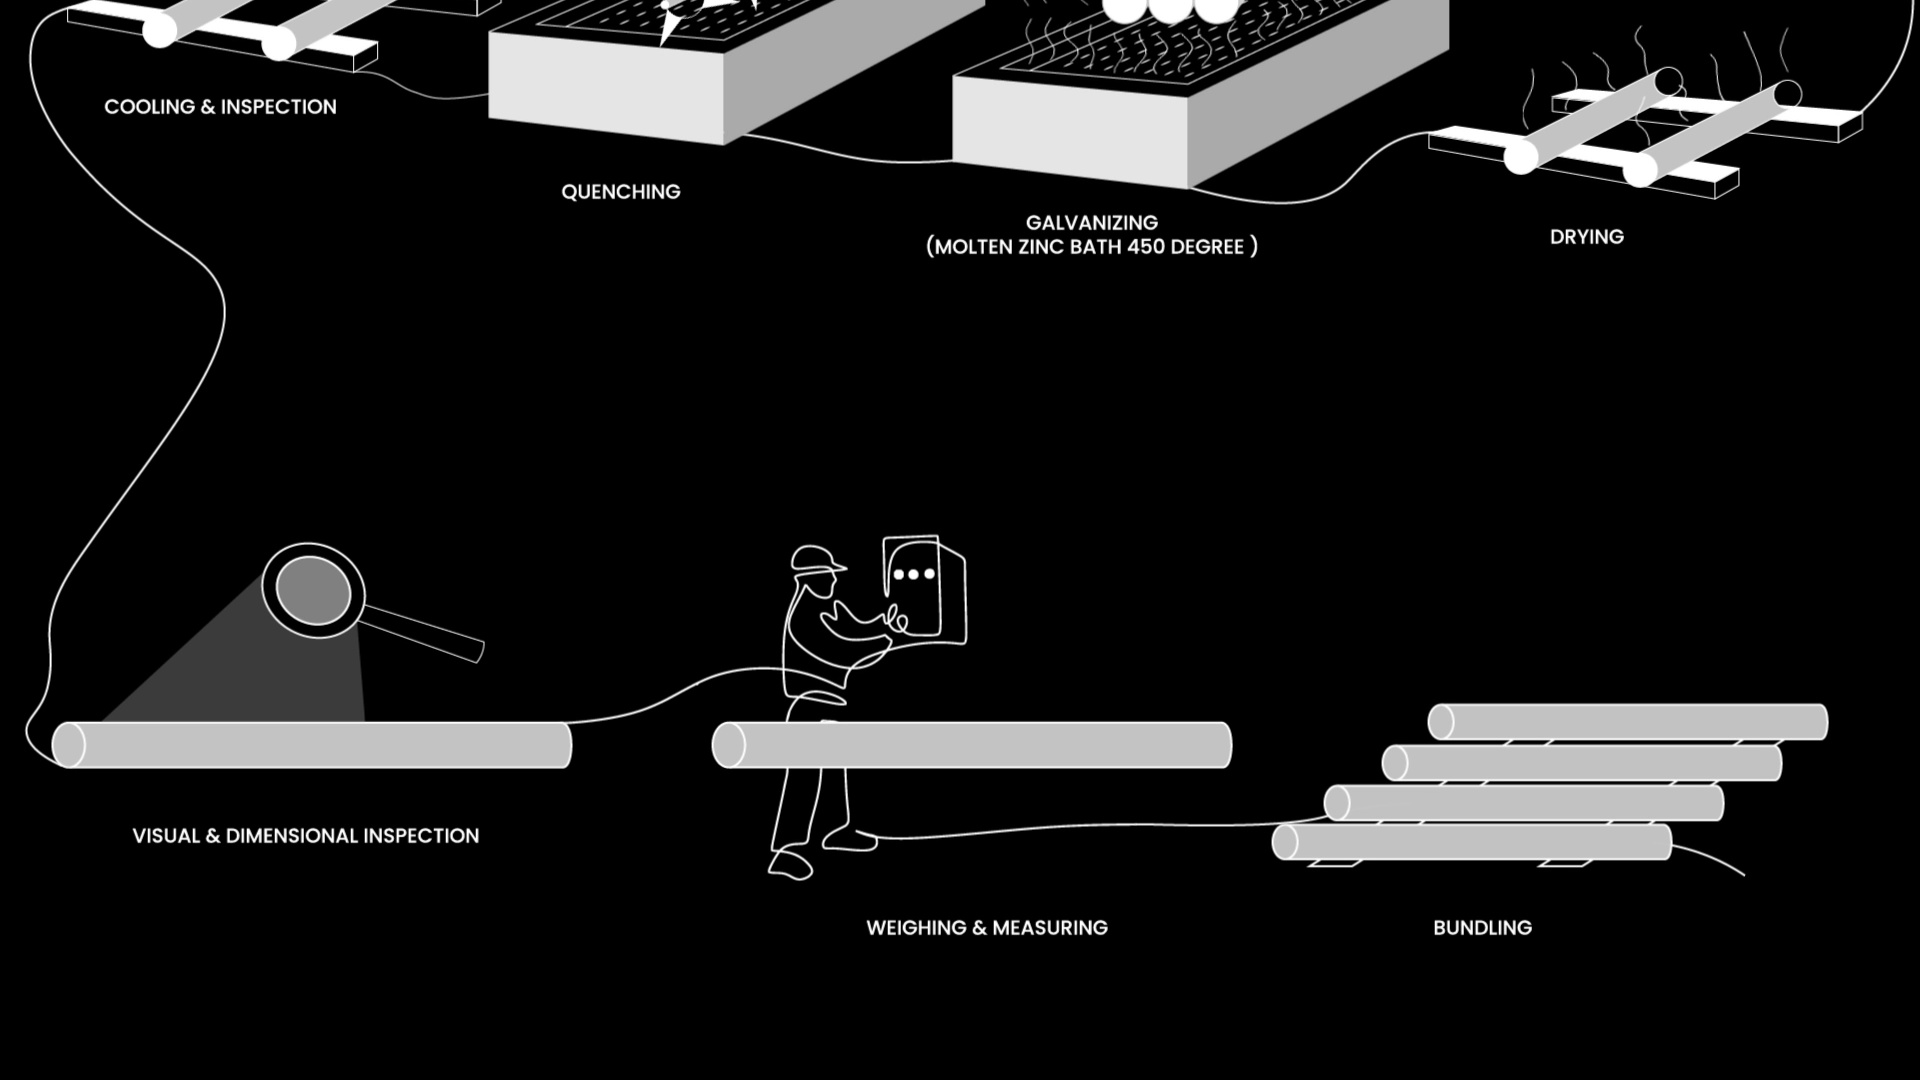 COOLING & INSPECTION
QUENCHING
GALVANIZING
(MOLTEN ZINC BATH 450 DEGREE )
DRYING
VISUAL & DIMENSIONAL INSPECTION
WEIGHING & MEASURING
BUNDLING